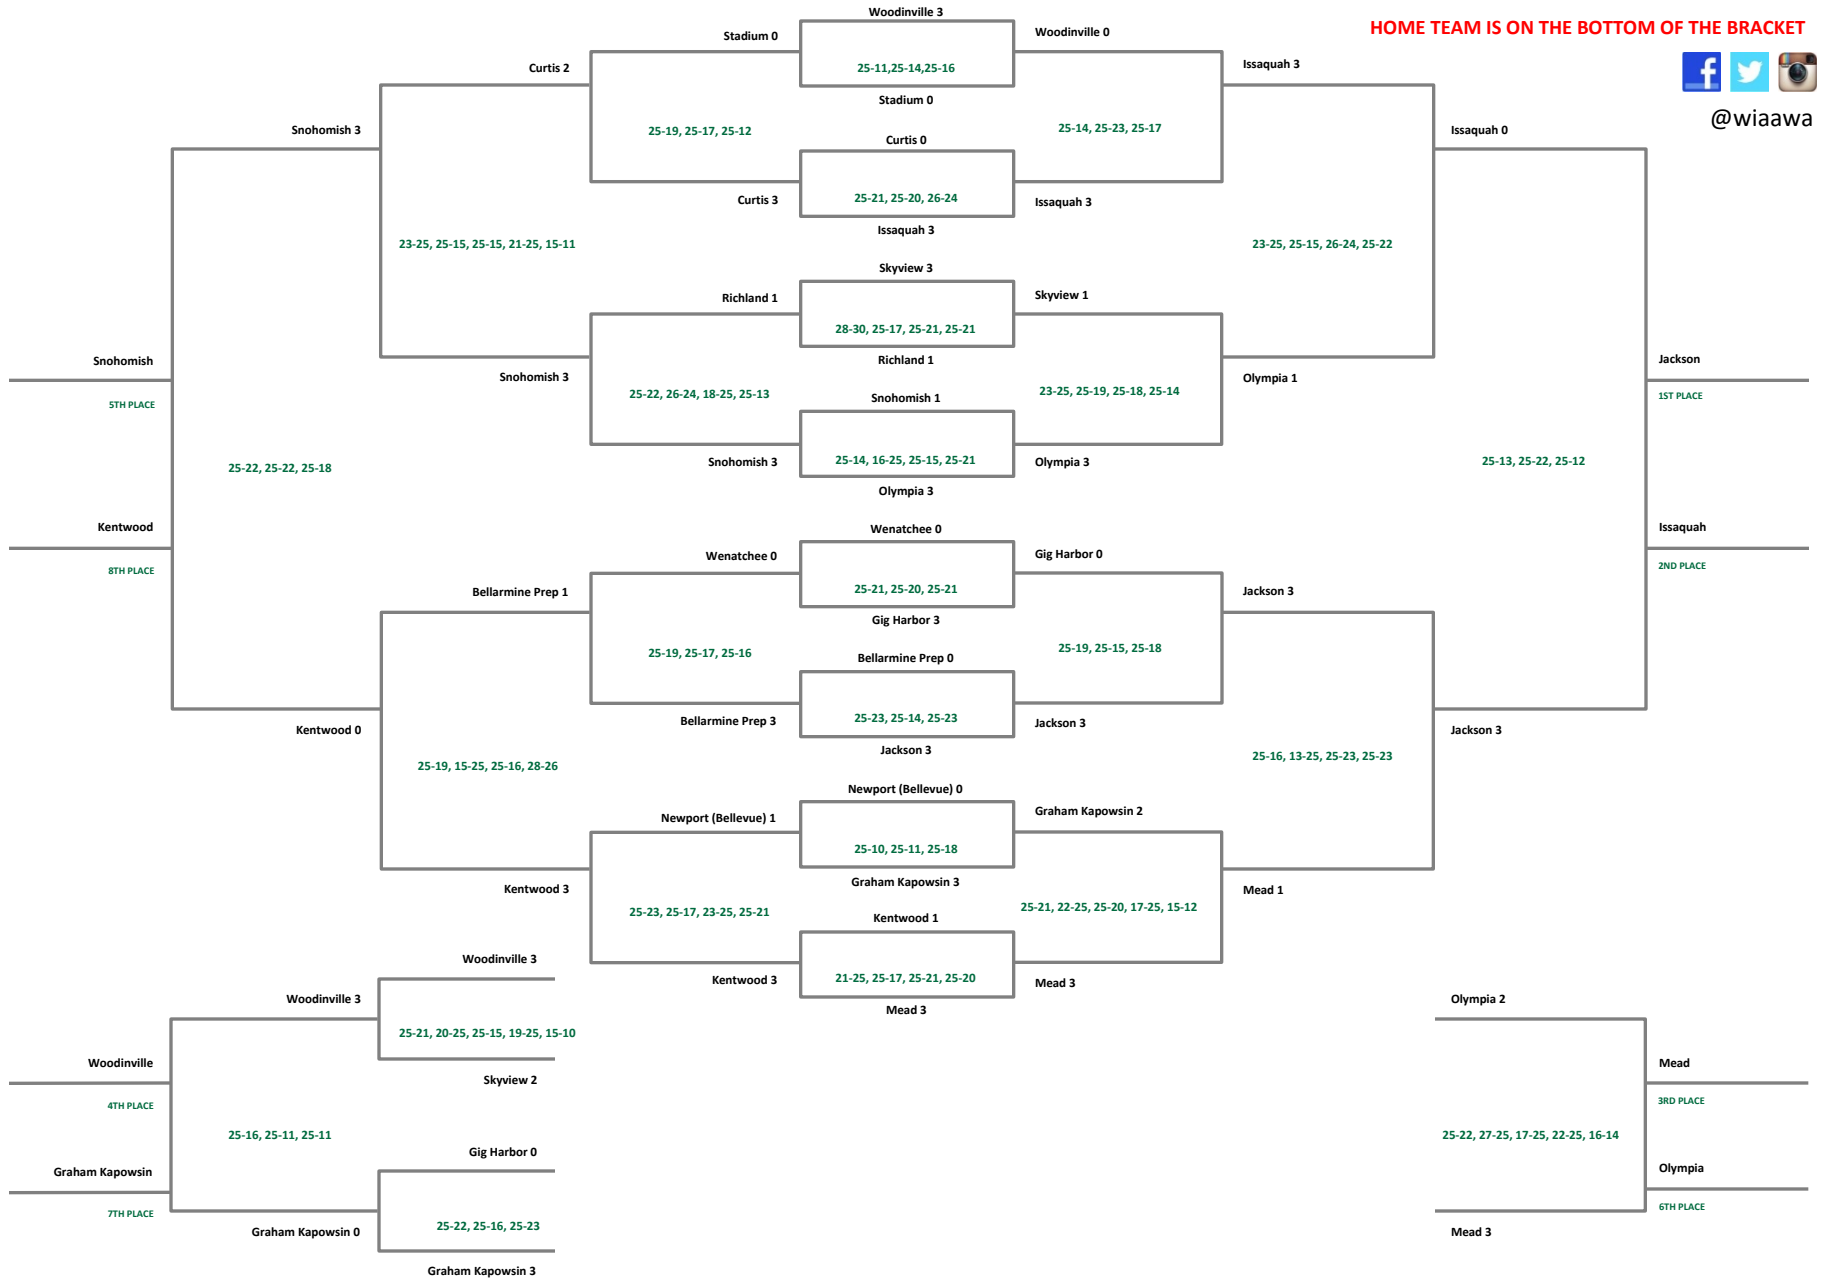 HOME TEAM IS ON THE BOTTOM OF THE BRACKET
@wiaawa
Woodinville 3
25-11,25-14,25-16
Stadium 0
Curtis 0
25-21, 25-20, 26-24
Issaquah 3
Skyview 3
28-30, 25-17, 25-21, 25-21
Richland 1
Snohomish 1
25-14, 16-25, 25-15, 25-21
Olympia 3
Wenatchee 0
25-21, 25-20, 25-21
Gig Harbor 3
Bellarmine Prep 0
25-23, 25-14, 25-23
Jackson 3
Newport (Bellevue) 0
25-10, 25-11, 25-18
Graham Kapowsin 3
Kentwood 1
21-25, 25-17, 25-21, 25-20
Mead 3
Stadium 0
25-19, 25-17, 25-12
Curtis 3
Richland 1
25-22, 26-24, 18-25, 25-13
Snohomish 3
Wenatchee 0
25-19, 25-17, 25-16
Bellarmine Prep 3
Newport (Bellevue) 1
25-23, 25-17, 23-25, 25-21
Kentwood 3
Curtis 2
23-25, 25-15, 25-15, 21-25, 15-11
Snohomish 3
Bellarmine Prep 1
25-19, 15-25, 25-16, 28-26
Kentwood 3
Snohomish 3
25-22, 25-22, 25-18
Kentwood 0
Snohomish
5TH PLACE
Kentwood
8TH PLACE
Woodinville 0
25-14, 25-23, 25-17
Issaquah 3
Skyview 1
23-25, 25-19, 25-18, 25-14
Olympia 3
Gig Harbor 0
25-19, 25-15, 25-18
Jackson 3
Graham Kapowsin 2
25-21, 22-25, 25-20, 17-25, 15-12
Mead 3
Issaquah 3
23-25, 25-15, 26-24, 25-22
Olympia 1
Jackson 3
25-16, 13-25, 25-23, 25-23
Mead 1
Issaquah 0
25-13, 25-22, 25-12
Jackson 3
Jackson
1ST PLACE
Issaquah
2ND PLACE
Woodinville 3
25-21, 20-25, 25-15, 19-25, 15-10
Skyview 2
Gig Harbor 0
25-22, 25-16, 25-23
Graham Kapowsin 3
Woodinville 3
25-16, 25-11, 25-11
Graham Kapowsin 0
Woodinville
4TH PLACE
Graham Kapowsin
7TH PLACE
Olympia 2
25-22, 27-25, 17-25, 22-25, 16-14
Mead 3
Mead
3RD PLACE
Olympia
6TH PLACE